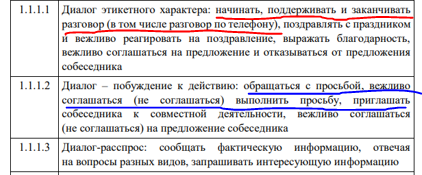 1.1.1.1 Диалог этикетного характера: начинать, поддерживать и заканчивать
разговор (в том числе разговор по телефону), поздравлять с праздником
и вежливо реагировать на поздравление, выражать благодарность,
вежливо соглашаться на предложение и отказываться от предложения
собеседника
1.1.1.2 Диалог – побуждение к действию: обращаться с просьбой, вежливо
соглашаться (не соглашаться) выполнить просьбу, приглашать
собеседника к совместной деятельности, вежливо соглашаться
(не соглашаться) на предложение собеседника
1.1.1.3 Диалог-расспрос: сообщать фактическую информацию, отвечая
на вопросы разных видов, запрашивать интересующую информацию